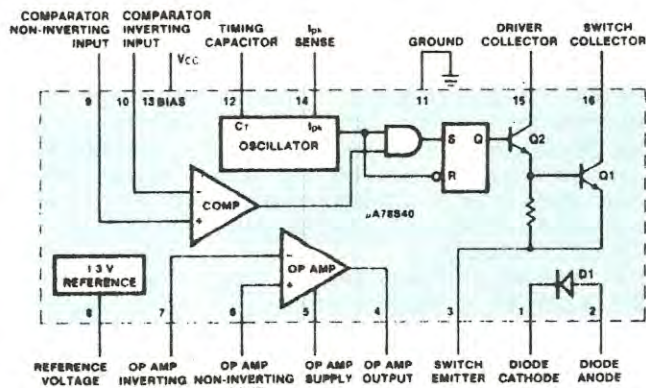 COMPARATOR
NON-INVERTING
INPUT
COMPARATOR
INVERTING
INPUT
VCC
TIMING
CAPACITOR
Ipk
SENSE
GROUND
DRIVER
COLLECTOR
SWITCH
COLLECTOR
9
10
13
BIAS
12
14
11
15
16
CT
Ipk
OSCILLATOR
S
Q
R
Q2
Q1
-
+
COMP
μA78S40
1 3 V
REFERENCE
-
+
OP AMP
D1
8
7
6
5
4
3
1
2
REFERENCE
VOLTAGE
OP AMP
INVERTING
OP AMP
NON-INVERTING
OP AMP
SUPPLY
OP AMP
OUTPUT
SWITCH
EMITTER
DIODE
CATHODE
DIODE
ANODE